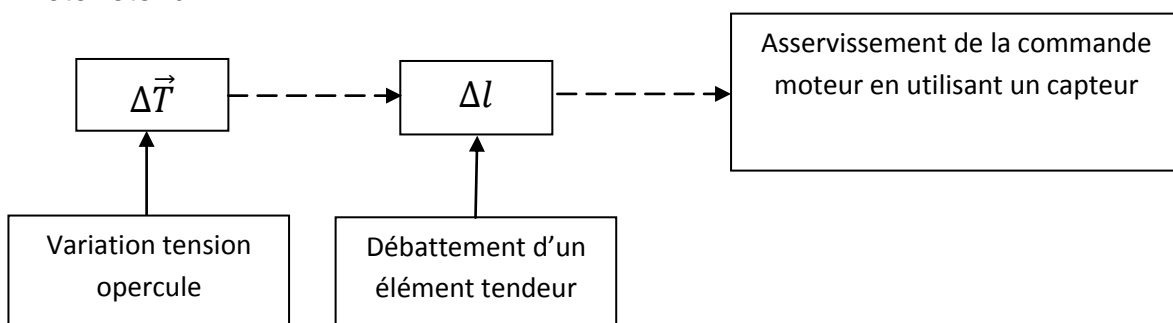 Δ𝑇⃗
Δ𝑙
Asservissement de la commande
moteur en utilisant un capteur
Variation tension
opercule
Débattement d'un
élément tendeur